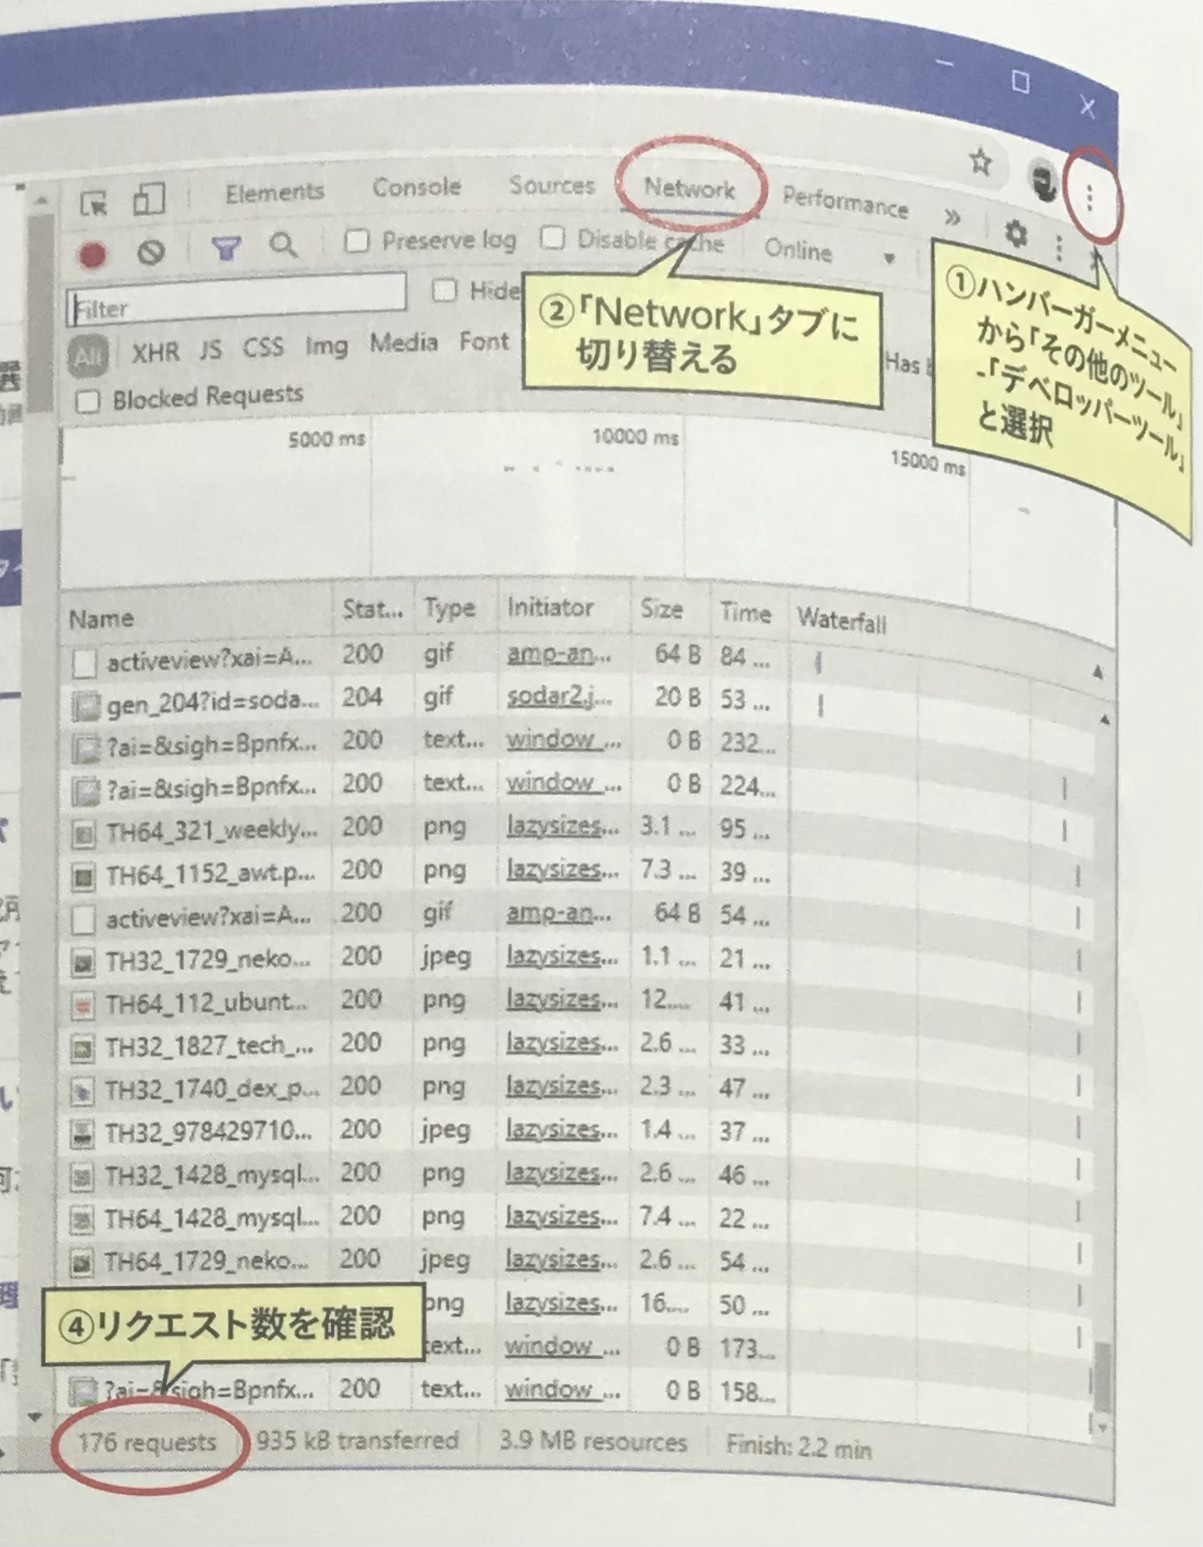 Elements Console Sources Network Performance
Preserve log Disable cache Online
Filter Hide
All XHR JS CSS Img Media Font
Has
Blocked Requests
①ハンバーガーメニュー
から「その他のツール」
-「デベロッパーツール」
と選択
②「Network」タブに
切り替える
5000 ms 10000 ms 15000 ms
Name Stat... Type Initiator Size Time Waterfall
activeview?xai=A... 200 gif amp-an... 64 B 84 ...
gen_204?id=soda... 204 gif sodar2.j... 20 B 53 ...
?ai=&sigh=Bpnfx... 200 text... window_... 0 B 232...
?ai=&sigh=Bpnfx... 200 text... window_... 0 B 224...
TH64_321_weekly... 200 png lazysizes... 3.1 ... 95 ...
TH64_1152_awt.p... 200 png lazysizes... 7.3 ... 39 ...
activeview?xai=A... 200 gif amp-an... 64 B 54 ...
TH32_1729_neko... 200 jpeg lazysizes... 1.1 ... 21 ...
TH64_112_ubunt... 200 png lazysizes... 12.... 41 ...
TH32_1827_tech_... 200 png lazysizes... 2.6 ... 33 ...
TH32_1740_dex_p... 200 png lazysizes... 2.3 ... 47 ...
TH32_978429710... 200 jpeg lazysizes... 1.4 ... 37 ...
TH32_1428_mysql... 200 png lazysizes... 2.6 ... 46 ...
TH64_1428_mysql... 200 png lazysizes... 7.4 ... 22 ...
TH64_1729_neko... 200 jpeg lazysizes... 2.6 ... 54 ...
png lazysizes... 16.... 50 ...
④リクエスト数を確認
text... window_... 0 B 173...
?ai=&sigh=Bpnfx... 200 text... window_... 0 B 158...
176 requests 935 kB transferred 3.9 MB resources Finish: 2.2 min